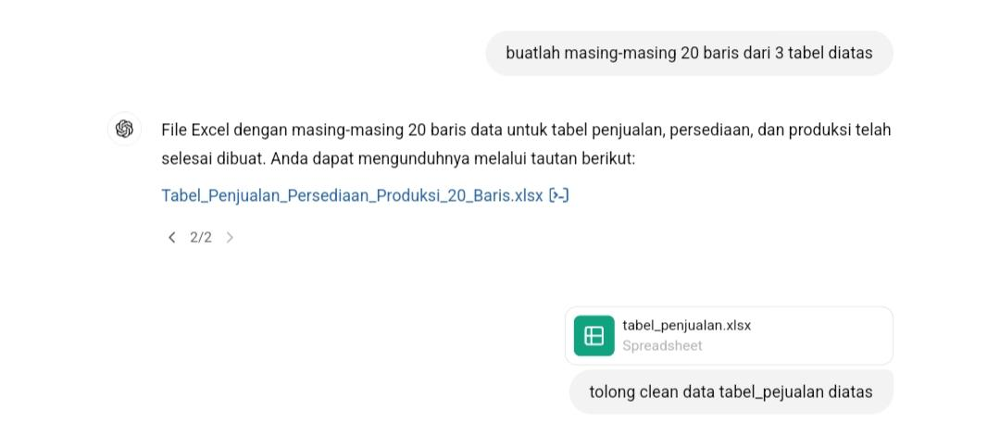 buatlah masing-masing 20 baris dari 3 tabel diatas
File Excel dengan masing-masing 20 baris data untuk tabel penjualan, persediaan, dan produksi telah
selesai dibuat. Anda dapat mengunduhnya melalui tautan berikut:
Tabel_Penjualan_Persediaan_Produksi_20_Baris.xlsx [>-]
< 2/2 >
tabel_penjualan.xlsx
Spreadsheet
tolong clean data tabel_pejualan diatas